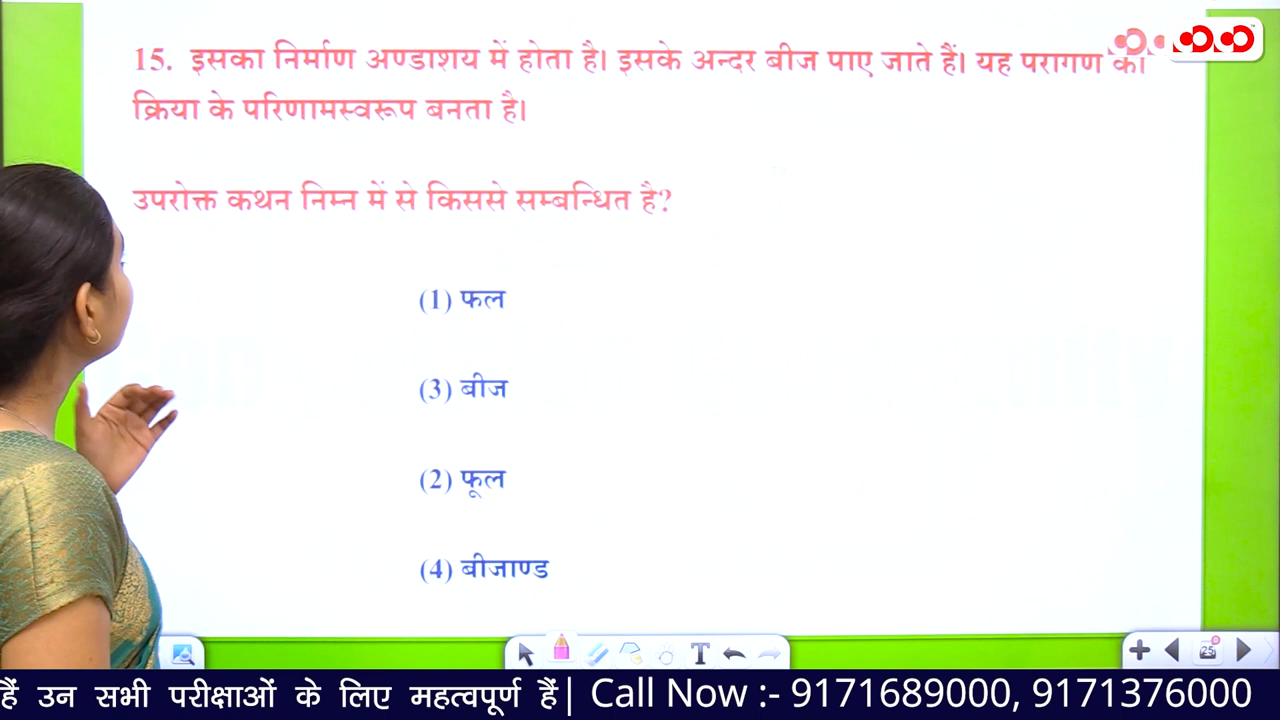 15. इसका निर्माण अण्डाशय में होता है। इसके अन्दर बीज पाए जाते हैं। यह परागण की
क्रिया के परिणामस्वरूप बनता है।
उपरोक्त कथन निम्न में से किससे सम्बन्धित है?
(1) फल
(3) बीज
(2) फूल
(4) बीजाण्ड
T
25
हैं उन सभी परीक्षाओं के लिए महत्वपूर्ण हैं| Call Now :- 9171689000, 9171376000